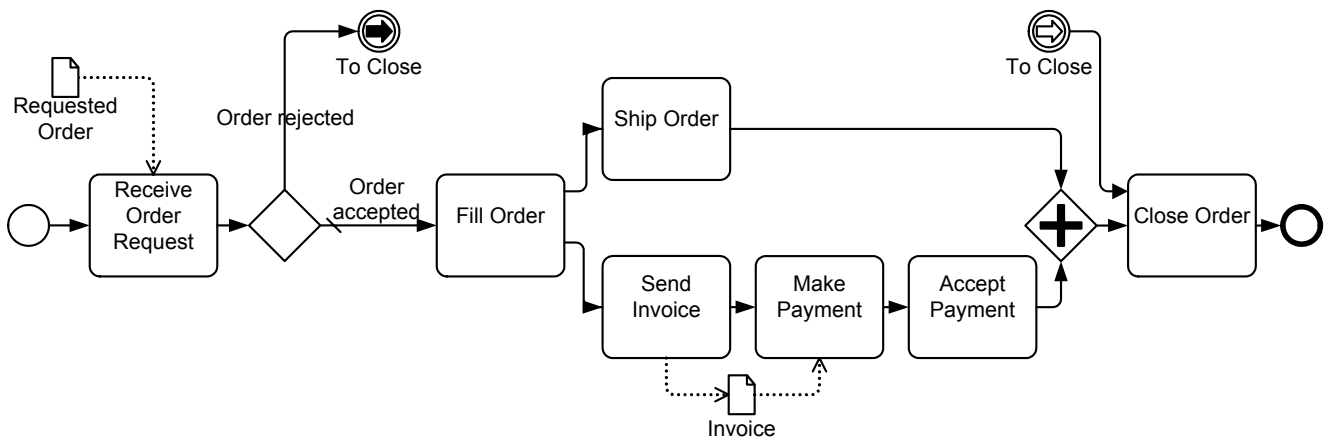 To Close
To Close
Requested
Order
Order rejected
Ship Order
Receive
Order
Request
Order
accepted
Fill Order
Close Order
Send
Invoice
Make
Payment
Accept
Payment
Invoice